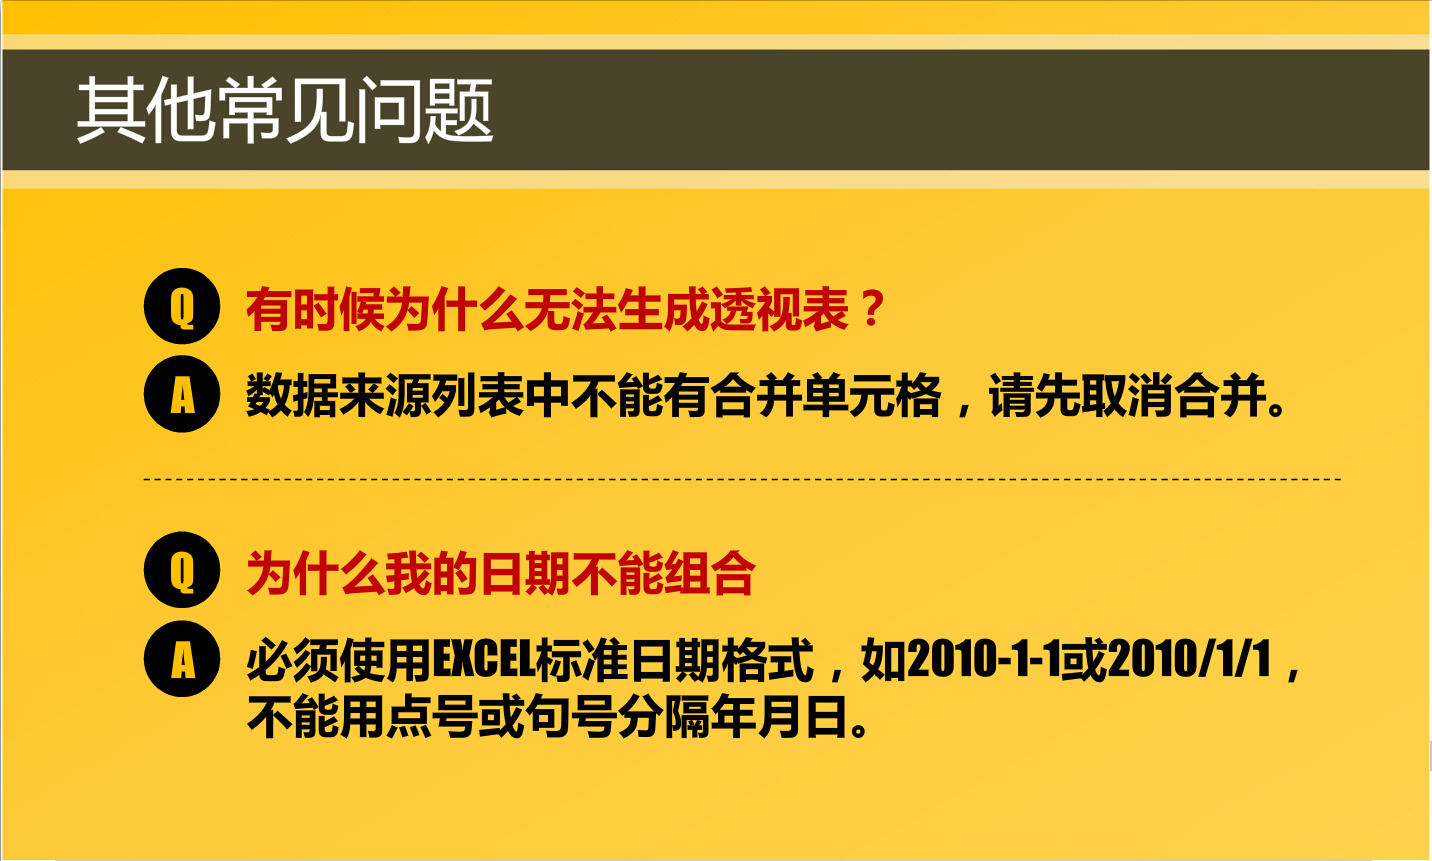 其他常见问题
Q 有时候为什么无法生成透视表？
A 数据来源列表中不能有合并单元格，请先取消合并。
Q 为什么我的日期不能组合
A 必须使用EXCEL标准日期格式，如2010-1-1或2010/1/1，
不能用点号或句号分隔年月日。